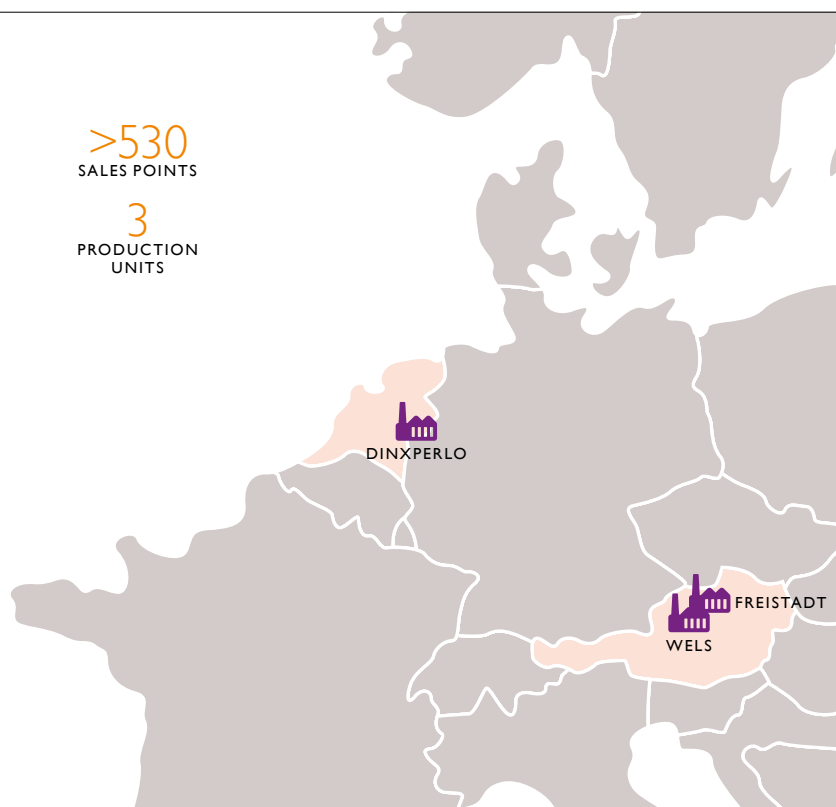 >530
SALES POINTS
3
PRODUCTION
UNITS
DINXPERLO
FREISTADT
WELS